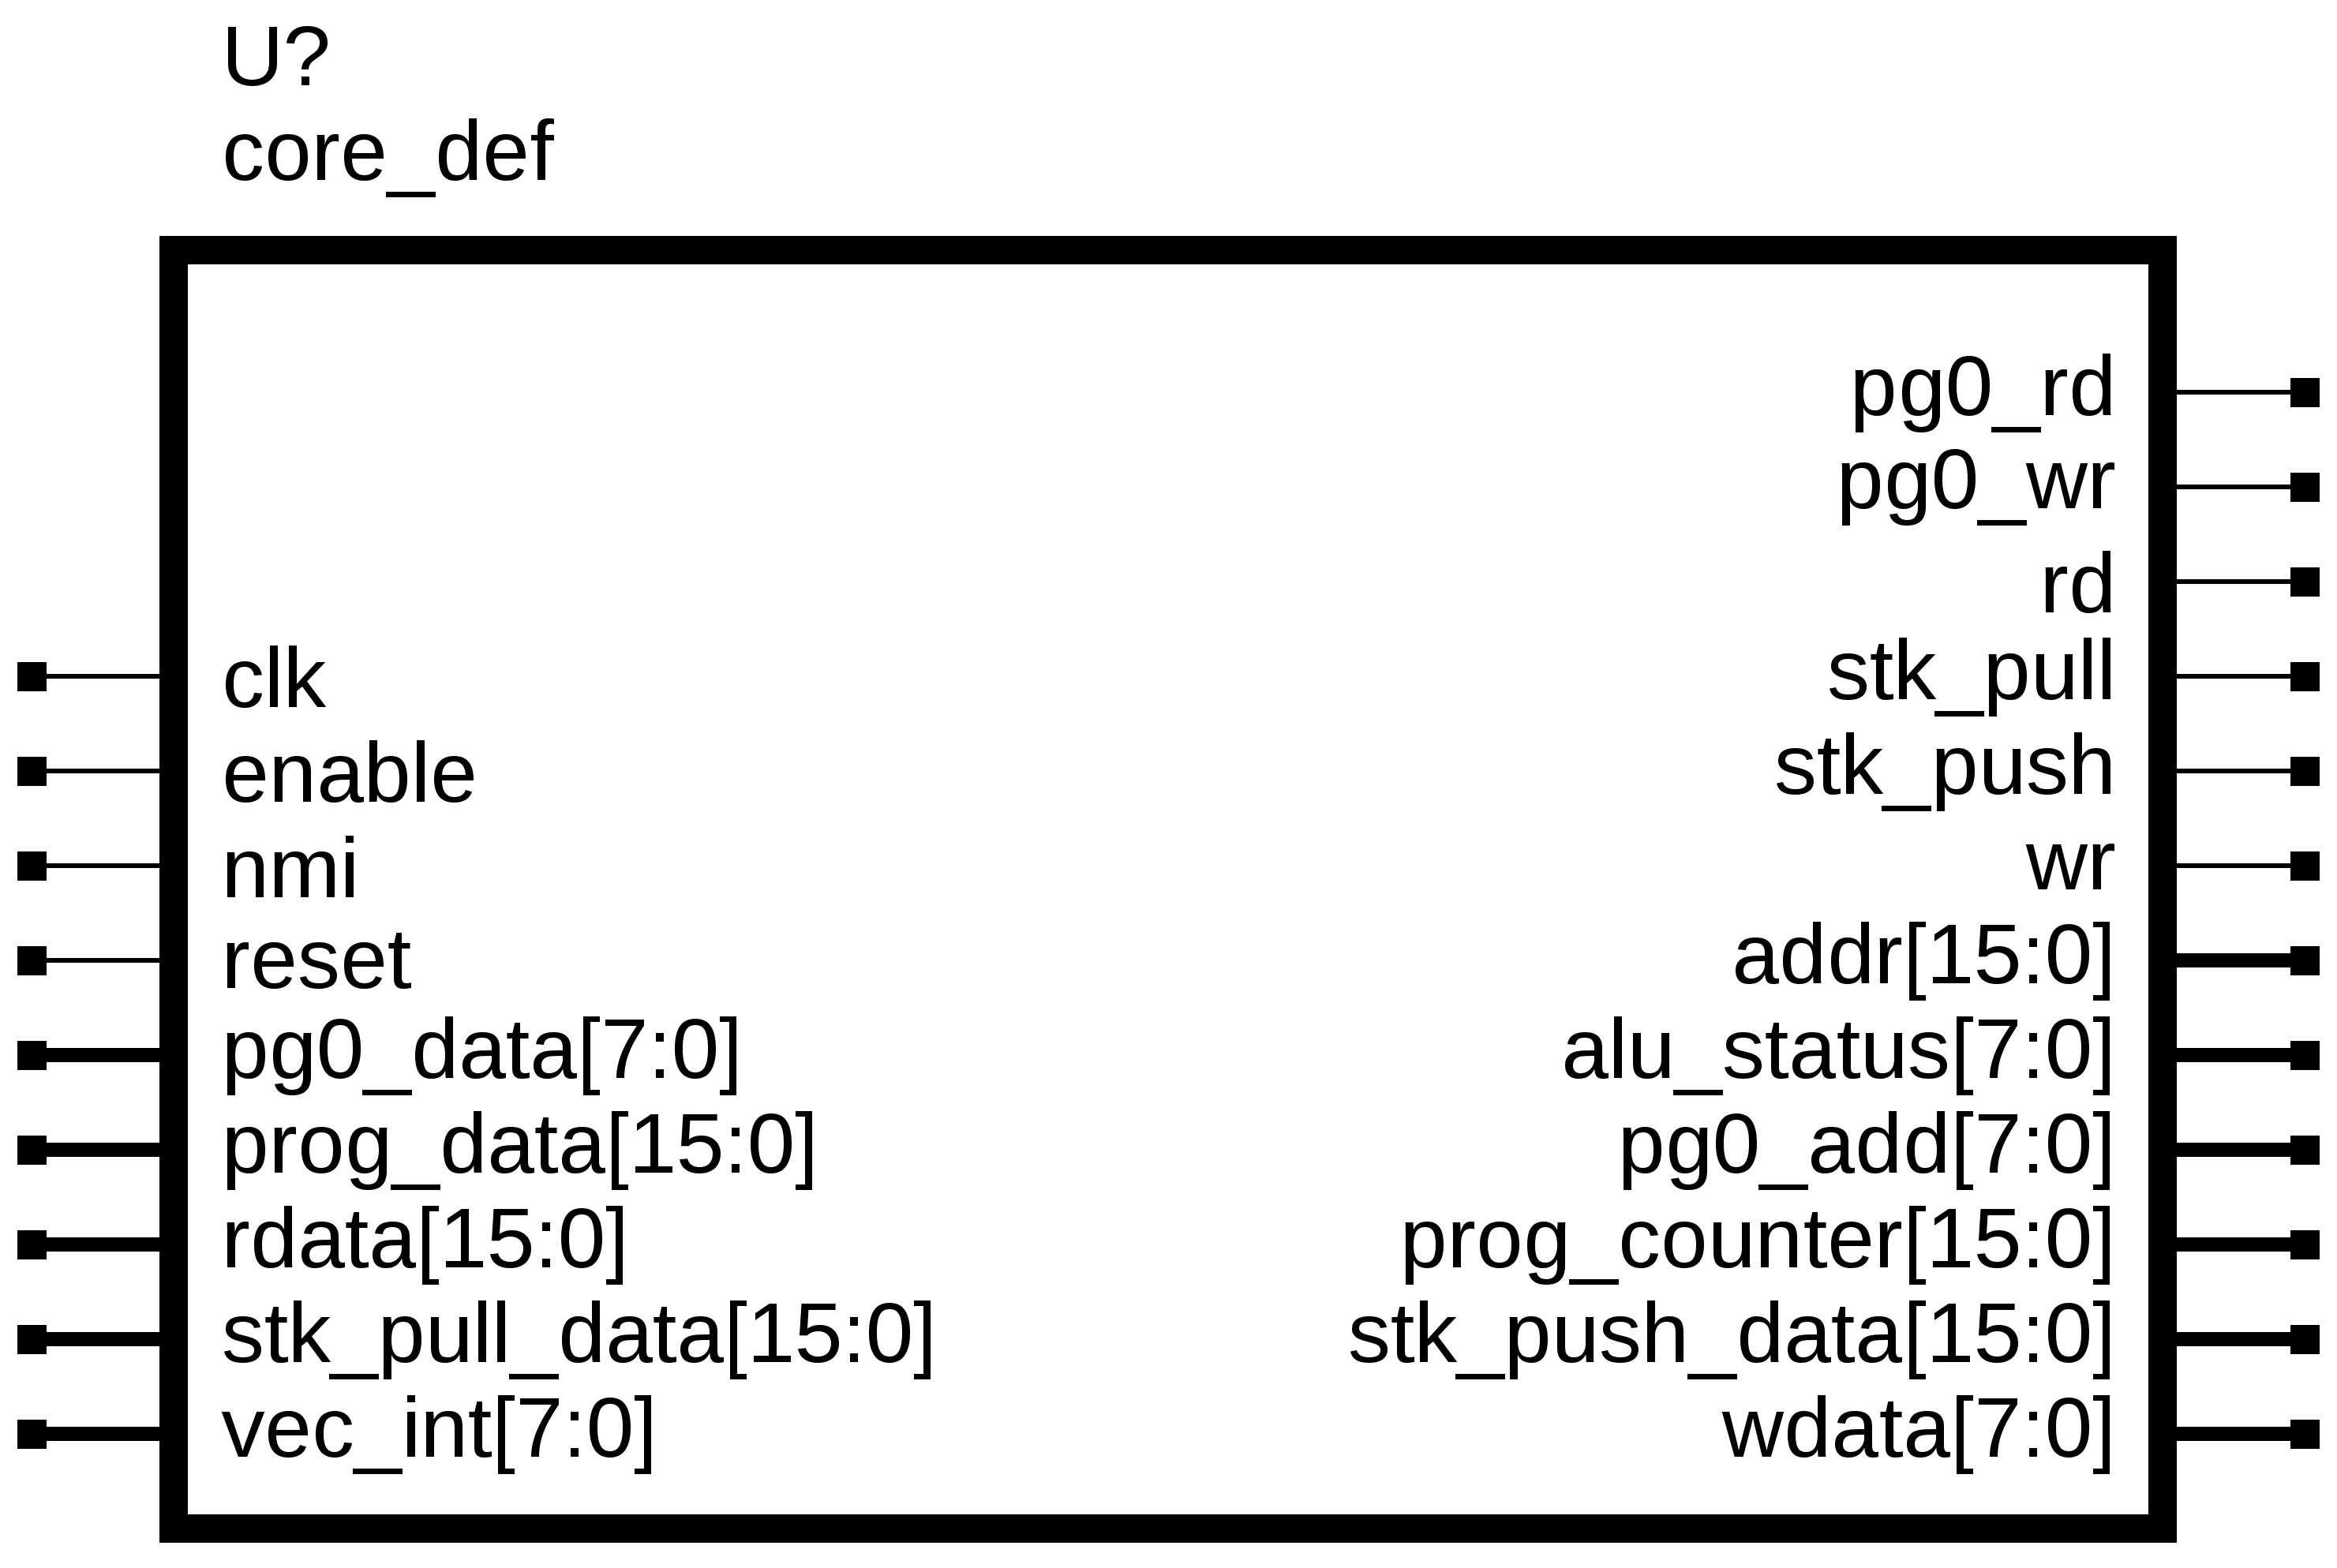 U?
core_def
pg0_rd
pg0_wr
rd
clk stk_pull
enable stk_push
nmi wr
reset addr[15:0]
pg0_data[7:0] alu_status[7:0]
prog_data[15:0] pg0_add[7:0]
rdata[15:0] prog_counter[15:0]
stk_pull_data[15:0] stk_push_data[15:0]
vec_int[7:0] wdata[7:0]